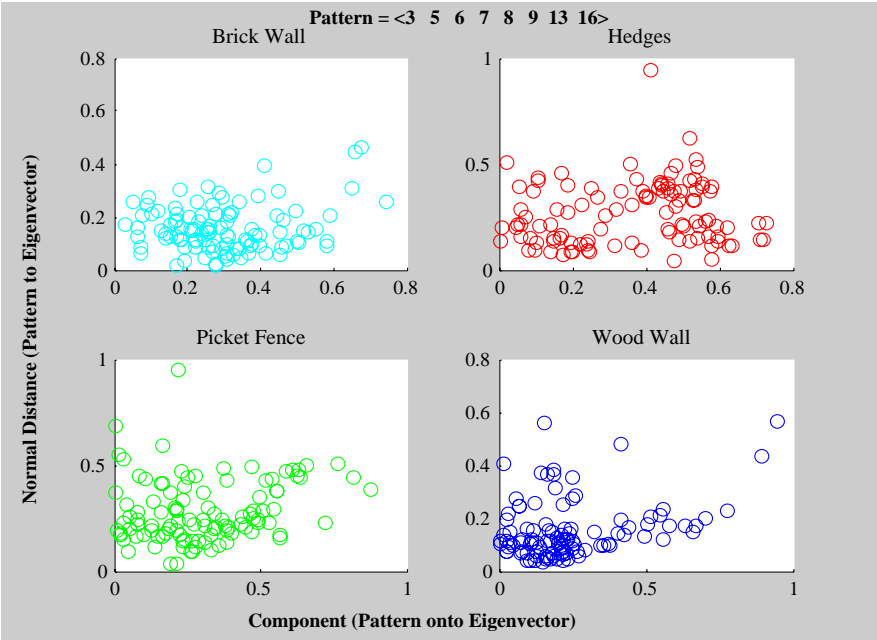 Pattern = <3 5 6 7 8 9 13 16>
Brick Wall
Hedges
0.8
0.6
0.4
0.2
0
0 0.2 0.4 0.6 0.8
1
0.5
0
0 0.2 0.4 0.6 0.8
Picket Fence
Wood Wall
1
0.5
0
0 0.5 1
0.8
0.6
0.4
0.2
0
0 0.5 1
Normal Distance (Pattern to Eigenvector)
Component (Pattern onto Eigenvector)